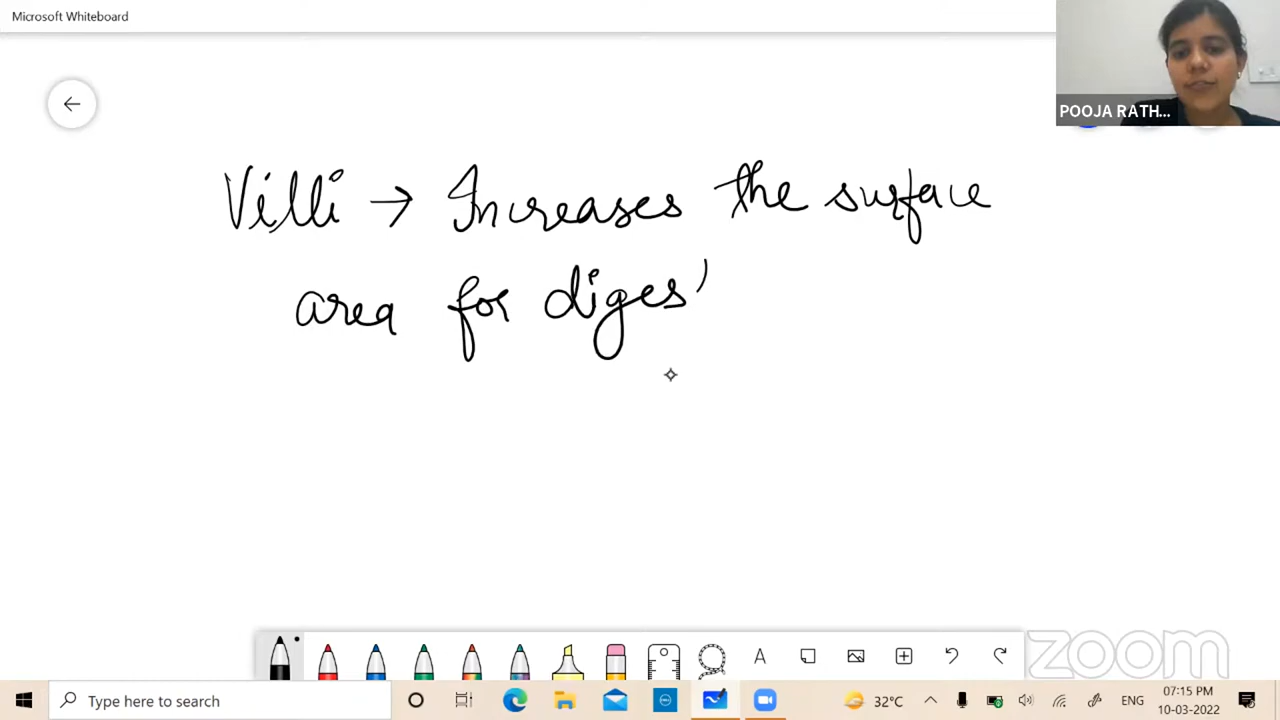 Microsoft Whiteboard
POOJA RATH...
Villi → Increases the surface
area for diges
zoom
Type here to search
32°C
ENG
07:15 PM
10-03-2022